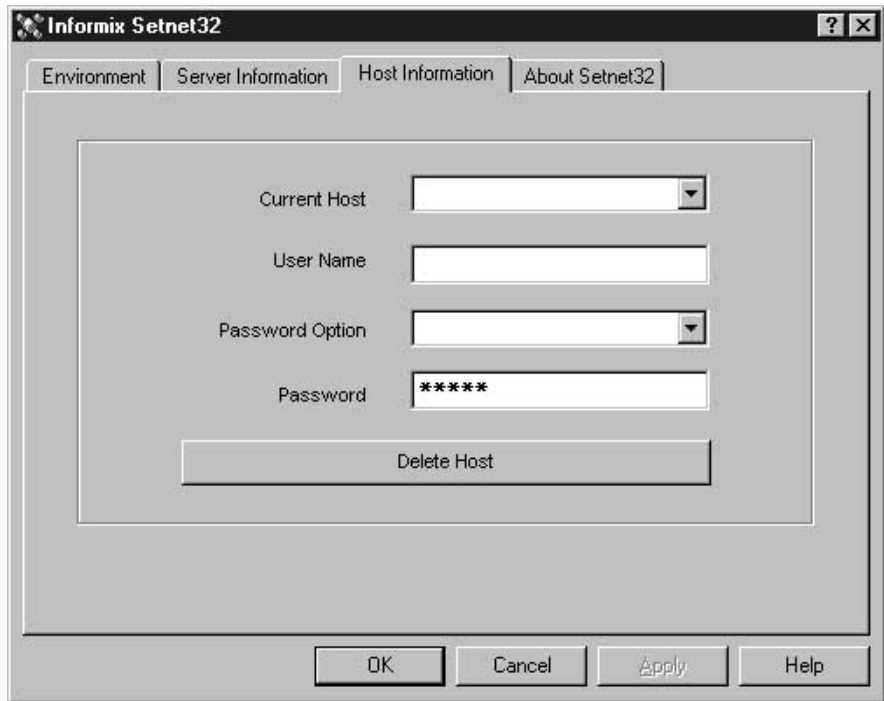 Informix Setnet32
Environment Server Information Host Information About Setnet32
Current Host
User Name
Password Option
Password *****
Delete Host
OK Cancel Apply Help